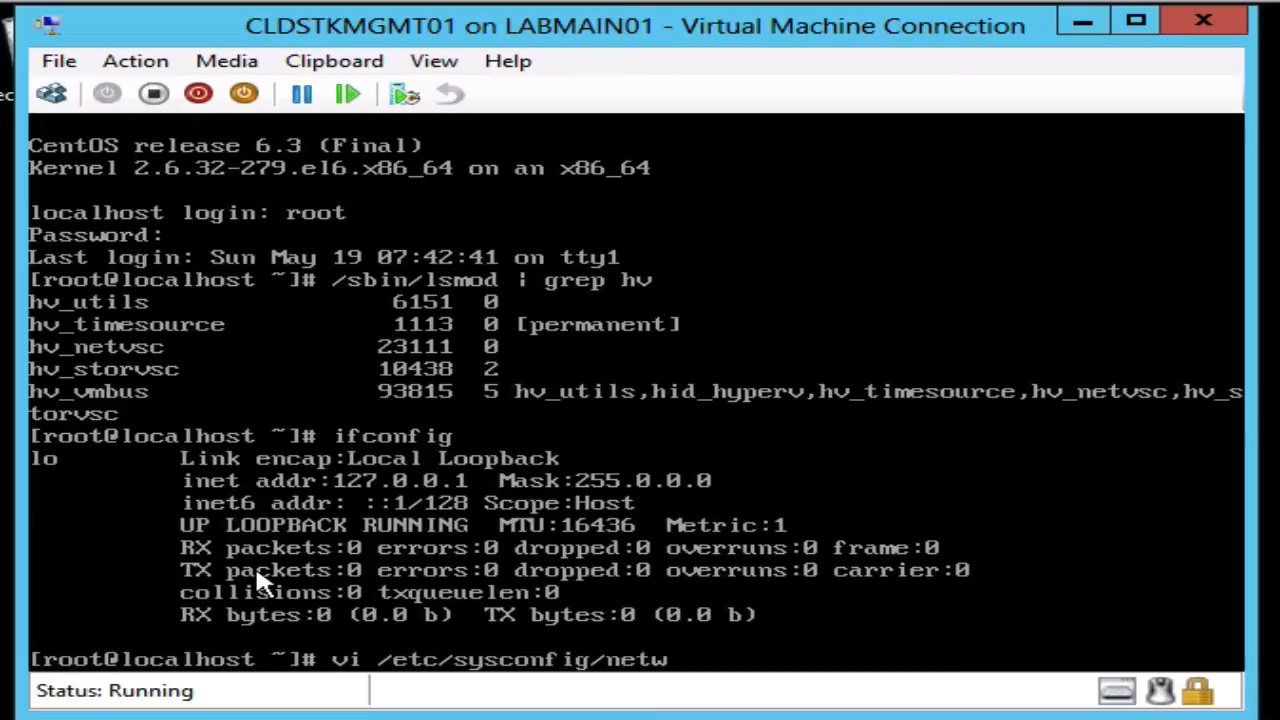 CLDSTKMGMT01 on LABMAIN01 - Virtual Machine Connection
File Action Media Clipboard View Help
ec
CentOS release 6.3 (Final)
Kernel 2.6.32-279.el6.x86_64 on an x86_64
localhost login: root
Password:
Last login: Sun May 19 07:42:41 on tty1
[root@localhost ~]# /sbin/lsmod | grep hv
hv_utils 6151 0
hv_timesource 1113 0 [permanent]
hv_netvsc 23111 0
hv_storvsc 10438 2
hv_vmbus 93815 5 hv_utils,hid_hyperv,hv_timesource,hv_netvsc,hv_s
torvsc
[root@localhost ~]# ifconfig
lo Link encap:Local Loopback
inet addr:127.0.0.1 Mask:255.0.0.0
inet6 addr: ::1/128 Scope:Host
UP LOOPBACK RUNNING MTU:16436 Metric:1
RX packets:0 errors:0 dropped:0 overruns:0 frame:0
TX packets:0 errors:0 dropped:0 overruns:0 carrier:0
collisions:0 txqueuelen:0
RX bytes:0 (0.0 b) TX bytes:0 (0.0 b)
[root@localhost ~]# vi /etc/sysconfig/netw
Status: Running